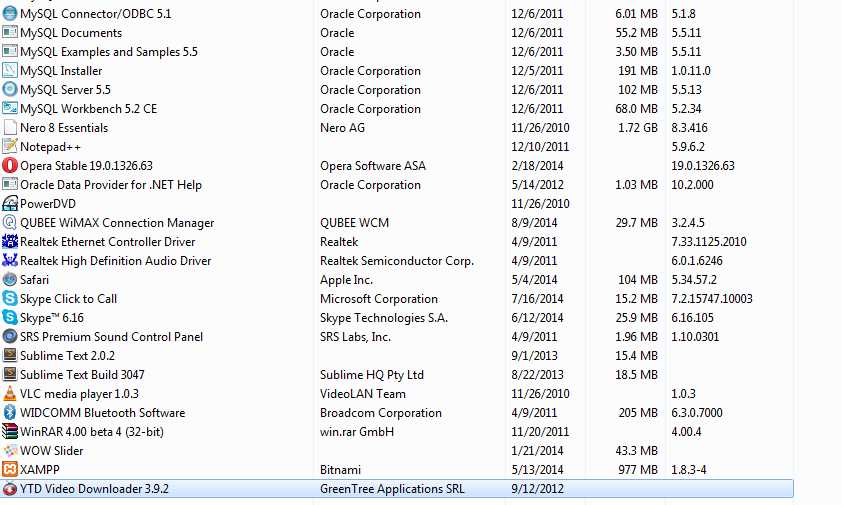 MySQL Connector/ODBC 5.1 Oracle Corporation 12/6/2011 6.01 MB 5.1.8
MySQL Documents Oracle 12/6/2011 55.2 MB 5.5.11
MySQL Examples and Samples 5.5 Oracle 12/6/2011 3.50 MB 5.5.11
MySQL Installer Oracle Corporation 12/5/2011 191 MB 1.0.11.0
MySQL Server 5.5 Oracle Corporation 12/6/2011 102 MB 5.5.13
MySQL Workbench 5.2 CE Oracle Corporation 12/6/2011 68.0 MB 5.2.34
Nero 8 Essentials Nero AG 11/26/2010 1.72 GB 8.3.416
Notepad++ 12/10/2011 5.9.6.2
Opera Stable 19.0.1326.63 Opera Software ASA 2/18/2014 19.0.1326.63
Oracle Data Provider for .NET Help Oracle Corporation 5/14/2012 1.03 MB 10.2.000
PowerDVD 11/26/2010
QUBEE WiMAX Connection Manager QUBEE WCM 8/9/2014 29.7 MB 3.2.4.5
Realtek Ethernet Controller Driver Realtek 4/9/2011 7.33.1125.2010
Realtek High Definition Audio Driver Realtek Semiconductor Corp. 4/9/2011 6.0.1.6246
Safari Apple Inc. 5/4/2014 104 MB 5.34.57.2
Skype Click to Call Microsoft Corporation 7/16/2014 15.2 MB 7.2.15747.10003
Skype™ 6.16 Skype Technologies S.A. 6/12/2014 25.9 MB 6.16.105
SRS Premium Sound Control Panel SRS Labs, Inc. 4/9/2011 1.96 MB 1.10.0301
Sublime Text 2.0.2 9/1/2013 15.4 MB
Sublime Text Build 3047 Sublime HQ Pty Ltd 8/22/2013 18.5 MB
VLC media player 1.0.3 VideoLAN Team 11/26/2010 1.0.3
WIDCOMM Bluetooth Software Broadcom Corporation 4/9/2011 205 MB 6.3.0.7000
WinRAR 4.00 beta 4 (32-bit) win.rar GmbH 11/20/2011 4.00.4
WOW Slider 1/21/2014 43.3 MB
XAMPP Bitnami 5/13/2014 977 MB 1.8.3-4
YTD Video Downloader 3.9.2 GreenTree Applications SRL 9/12/2012